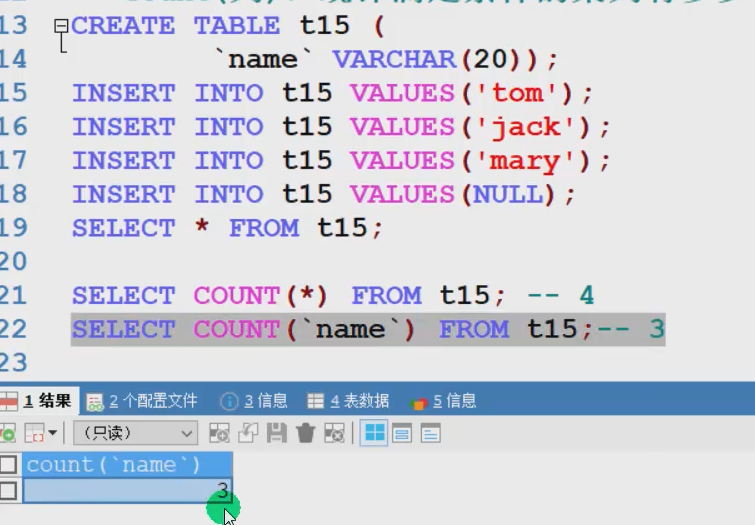 13 CREATE TABLE t15 (
14 `name` VARCHAR(20));
15 INSERT INTO t15 VALUES('tom');
16 INSERT INTO t15 VALUES('jack');
17 INSERT INTO t15 VALUES('mary');
18 INSERT INTO t15 VALUES(NULL);
19 SELECT * FROM t15;
20
21 SELECT COUNT(*) FROM t15; -- 4
22 SELECT COUNT(`name`) FROM t15;-- 3
23
1 结果 2 个配置文件 3 信息 4 表数据 5 信息
(只读)
count(`name`)
3